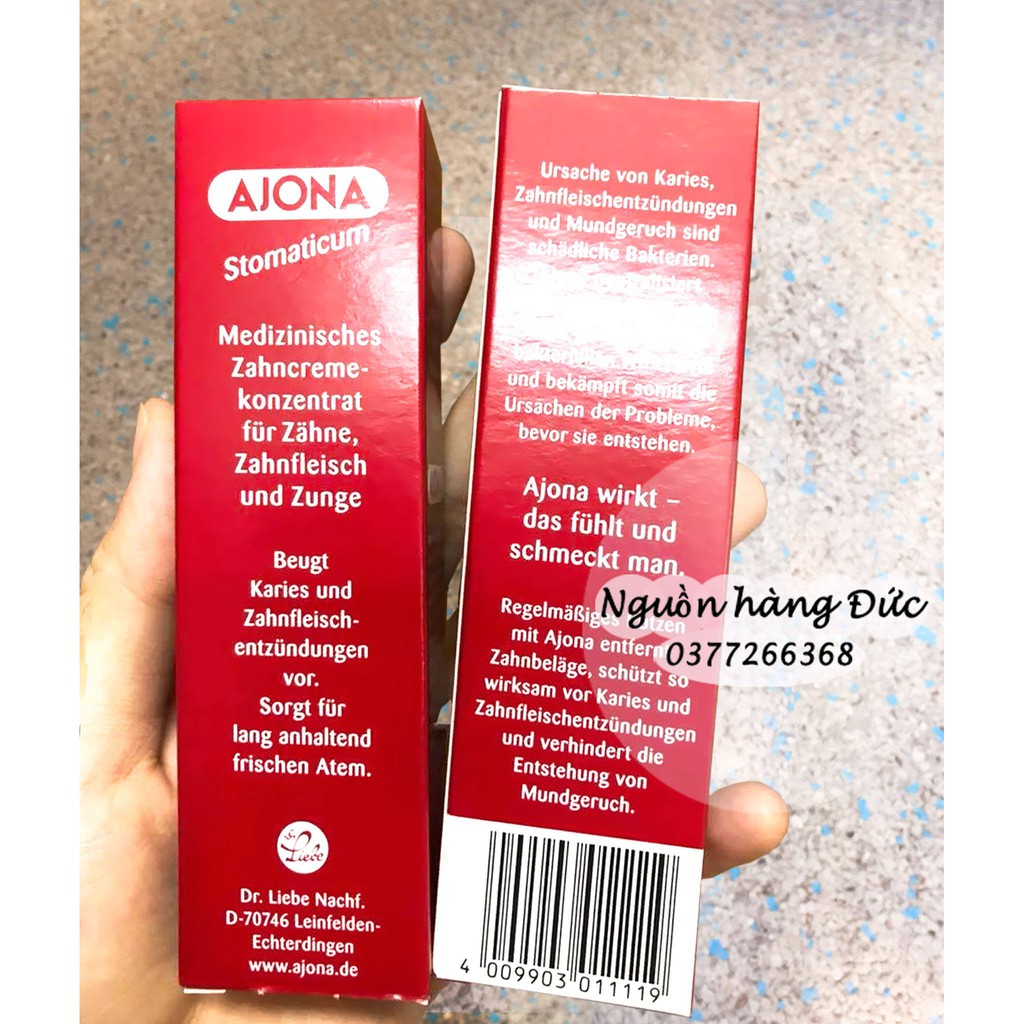 AJONA
Stomaticum
Medizinisches
Zahncreme-
konzentrat
für Zähne,
Zahnfleisch
und Zunge
Beugt
Karies und
Zahnfleisch-
entzündungen
vor.
Sorgt für
lang anhaltend
frischen Atem.
Dr. Liebe
Dr. Liebe Nachf.
D-70746 Leinfelden-
Echterdingen
www.ajona.de
Ursache von Karies,
Zahnfleischentzündungen
und Mundgeruch sind
schädliche Bakterien.
und bekämpft somit die
Ursachen der Probleme,
bevor sie entstehen.
Ajona wirkt –
das fühlt und
schmeckt man.
Regelmäßiges
mit Ajona entfernt
Zahnbeläge, schützt so
wirksam vor Karies und
Zahnfleischentzündungen
und verhindert die
Entstehung von
Mundgeruch.
4 009903 011119
Nguồn hàng Đức
0377266368